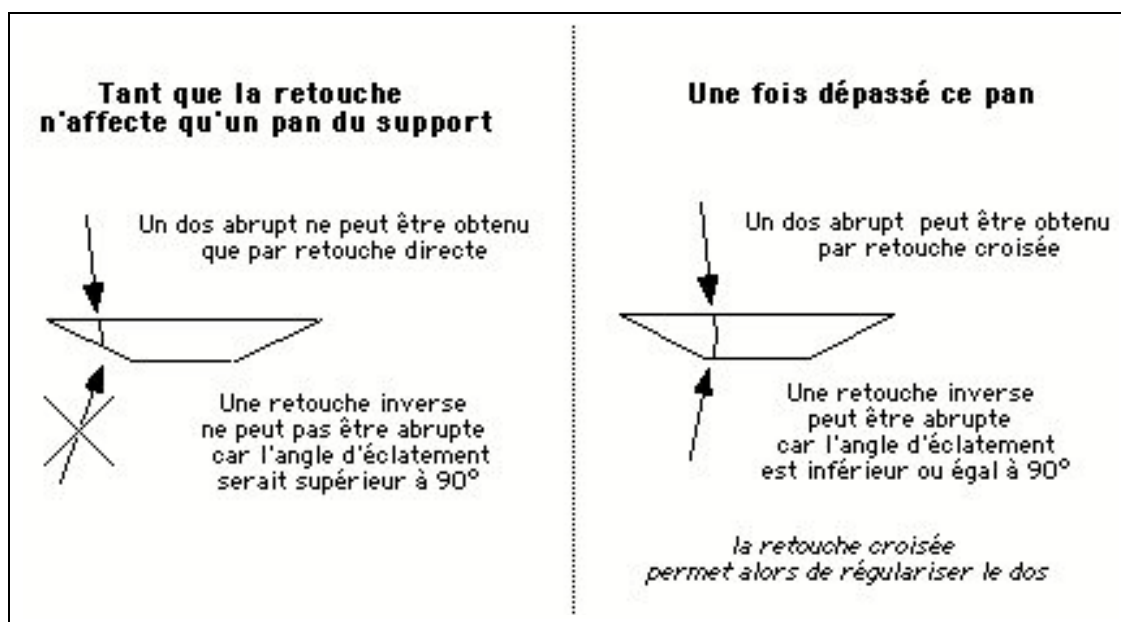 Tant que la retouche
n'affecte qu'un pan du support
Un dos abrupt ne peut être obtenu
que par retouche directe
Une retouche inverse
ne peut pas être abrupte
car l'angle d'éclatement
serait supérieur à 90°
Une fois dépassé ce pan
Un dos abrupt peut être obtenu
par retouche croisée
Une retouche inverse
peut être abrupte
car l'angle d'éclatement
est inférieur ou égal à 90°
la retouche croisée
permet alors de régulariser le dos